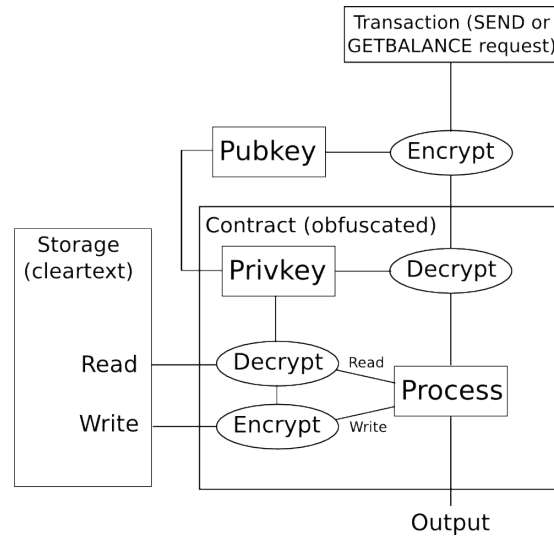 Transaction (SEND or
GETBALANCE request)
Pubkey
Encrypt
Contract (obfuscated)
Storage
(cleartext)
Privkey
Decrypt
Read
Decrypt
Read
Process
Write
Encrypt
Write
Output